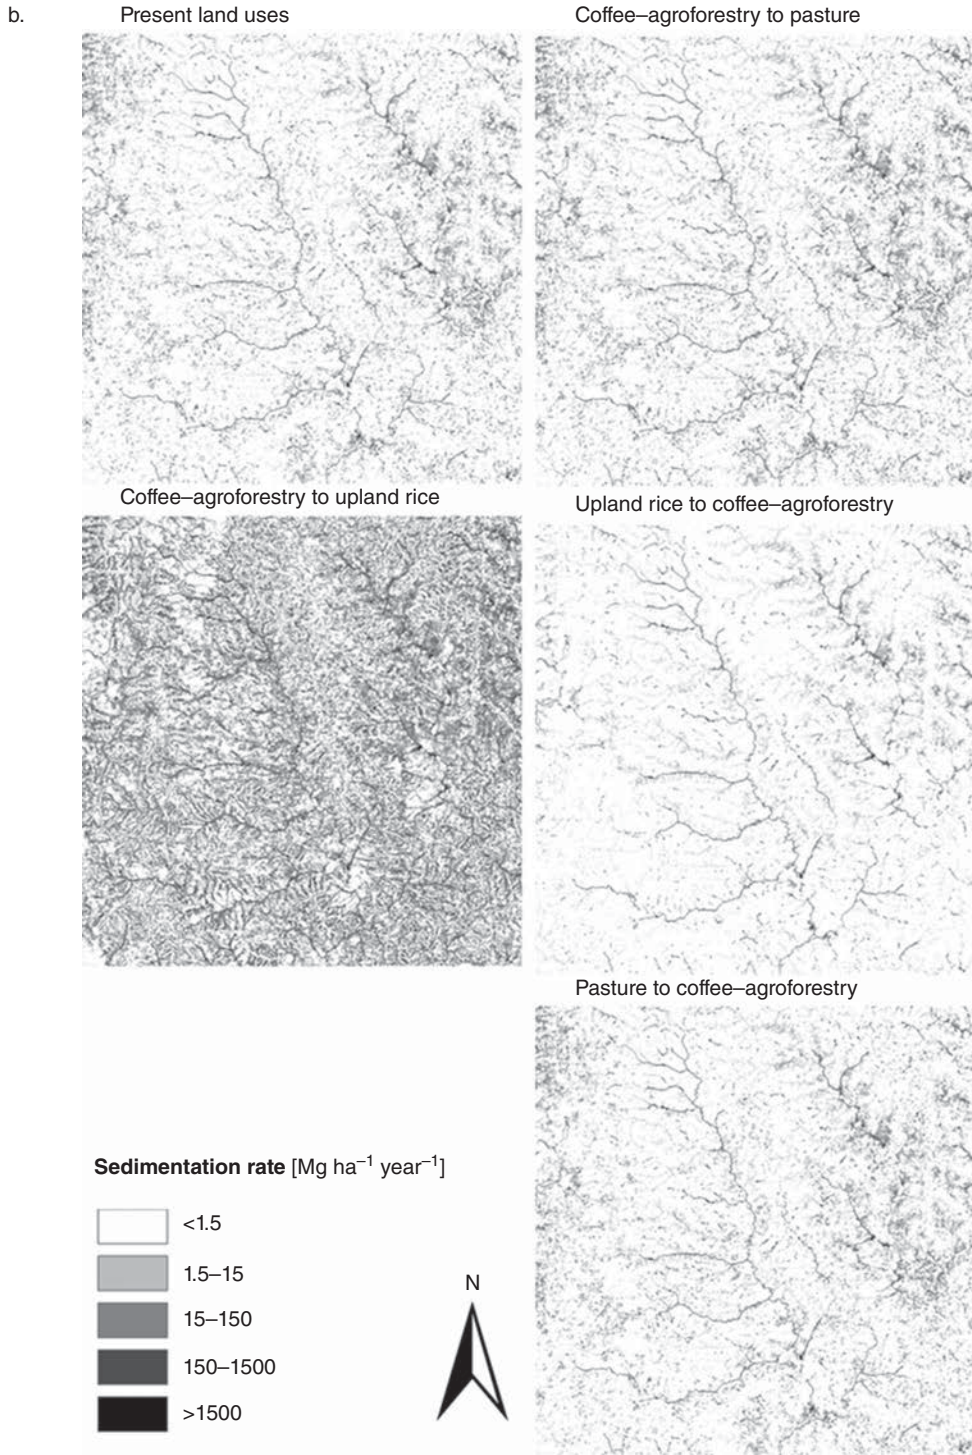 b.
Present land uses
Coffee–agroforestry to pasture
Coffee–agroforestry to upland rice
Upland rice to coffee–agroforestry
Pasture to coffee–agroforestry
Sedimentation rate [Mg ha⁻¹ year⁻¹]
<1.5
1.5–15
15–150
150–1500
>1500
N